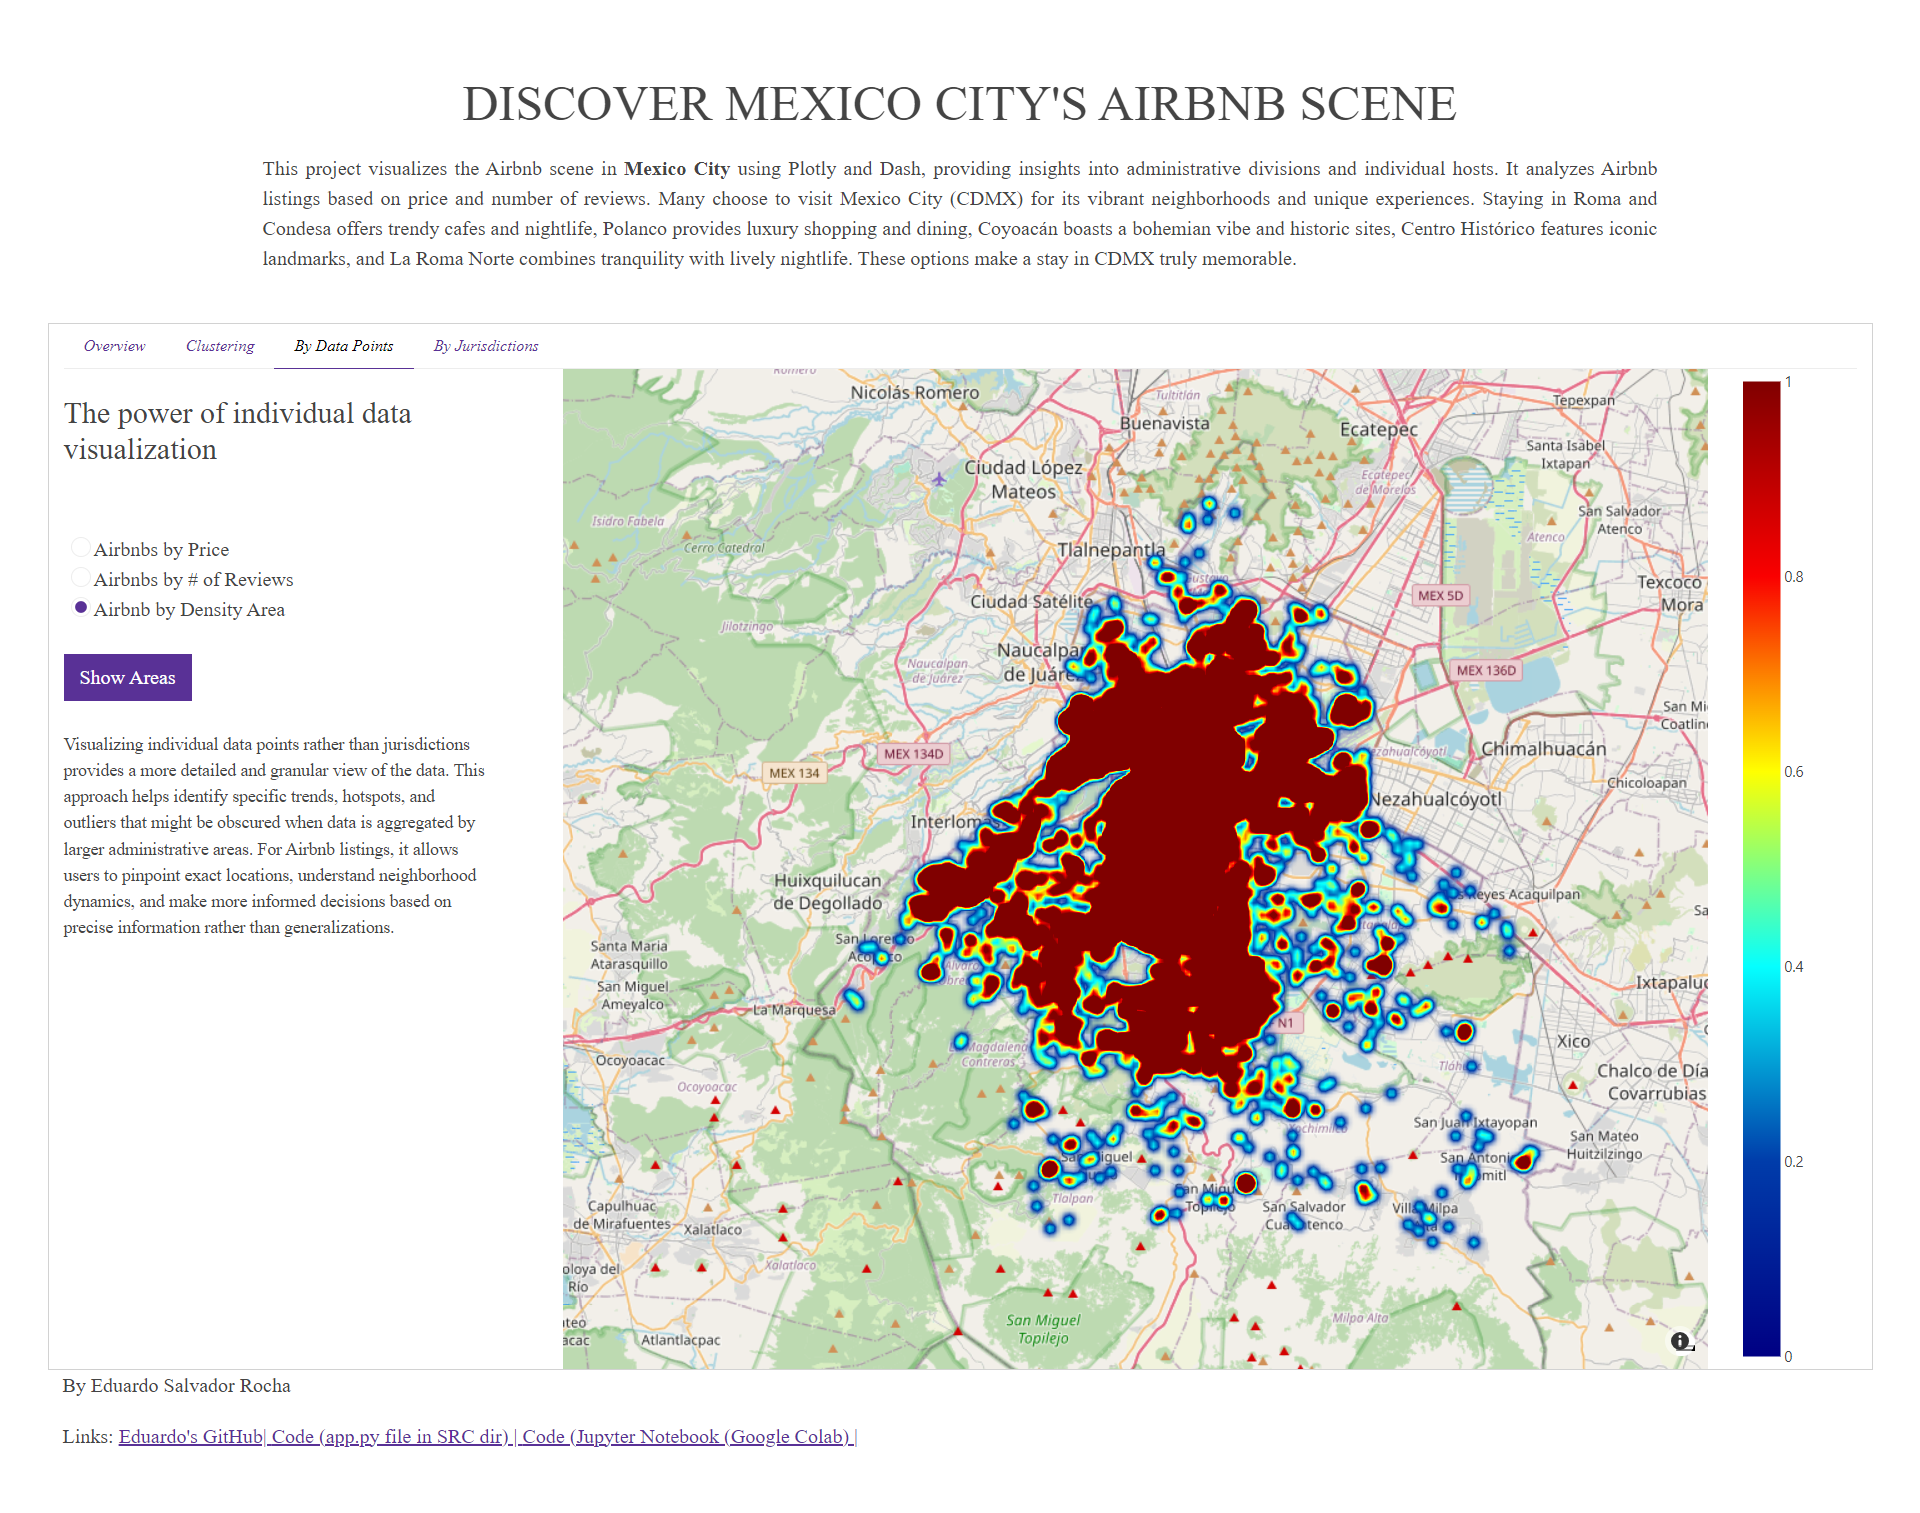 DISCOVER MEXICO CITY'S AIRBNB SCENE
This project visualizes the Airbnb scene in Mexico City using Plotly and Dash, providing insights into administrative divisions and individual hosts. It analyzes Airbnb
listings based on price and number of reviews. Many choose to visit Mexico City (CDMX) for its vibrant neighborhoods and unique experiences. Staying in Roma and
Condesa offers trendy cafes and nightlife, Polanco provides luxury shopping and dining, Coyoacán boasts a bohemian vibe and historic sites, Centro Histórico features iconic
landmarks, and La Roma Norte combines tranquility with lively nightlife. These options make a stay in CDMX truly memorable.
Overview
Clustering
By Data Points
By Jurisdictions
The power of individual data
visualization
Airbnbs by Price
Airbnbs by # of Reviews
Airbnb by Density Area
Show Areas
Visualizing individual data points rather than jurisdictions
provides a more detailed and granular view of the data. This
approach helps identify specific trends, hotspots, and
outliers that might be obscured when data is aggregated by
larger administrative areas. For Airbnb listings, it allows
users to pinpoint exact locations, understand neighborhood
dynamics, and make more informed decisions based on
precise information rather than generalizations.
Nicolás Romero
Tultitlán
Buenavista
Ecatepec
Tepexpan
Santa Isabel
Ixtapan
Ciudad López
Mateos
Ecatepec
de Morelos
San Salvador
Atenco
Atenco
Isidro Fabela
Cerro Catedral
Tlalnepantla
Texcoco
Mora
MEX 5D
Ciudad Satélite
Jilotzingo
Naucalpan
de Juárez
MEX 136D
San Mi
Coatlin
MEX 134D
MEX 134
Chimalhuacán
Chicoloapan
Nezahualcóyotl
Interlomas
Huixquilucan
de Degollado
Reyes Acaquilpan
Santa Maria
Atarasquillo
San Lorenzo
Acopilco
San Miguel
Ameyalco
La Marquesa
Ixtapaluc
N1
Xico
La Magdalena
Contreras
Ocoyoacac
Ocoyoacac
Tláhu
Chalco de Día
Covarrubias
Xochimilco
San Juan Ixtayopan
San Mateo
Huitzilzingo
Tlalpan
San Salvador
Cuauhtenco
Villa Milpa
Alta
Capulhuac
de Mirafuentes
Xalatlaco
Xalatlaco
oloya del
Río
San Miguel
Topilejo
Milpa Alta
ateo
acac
Atlantlacpac
1
0.8
0.6
0.4
0.2
0
By Eduardo Salvador Rocha
Links: Eduardo's GitHub| Code (app.py file in SRC dir) | Code (Jupyter Notebook (Google Colab) |